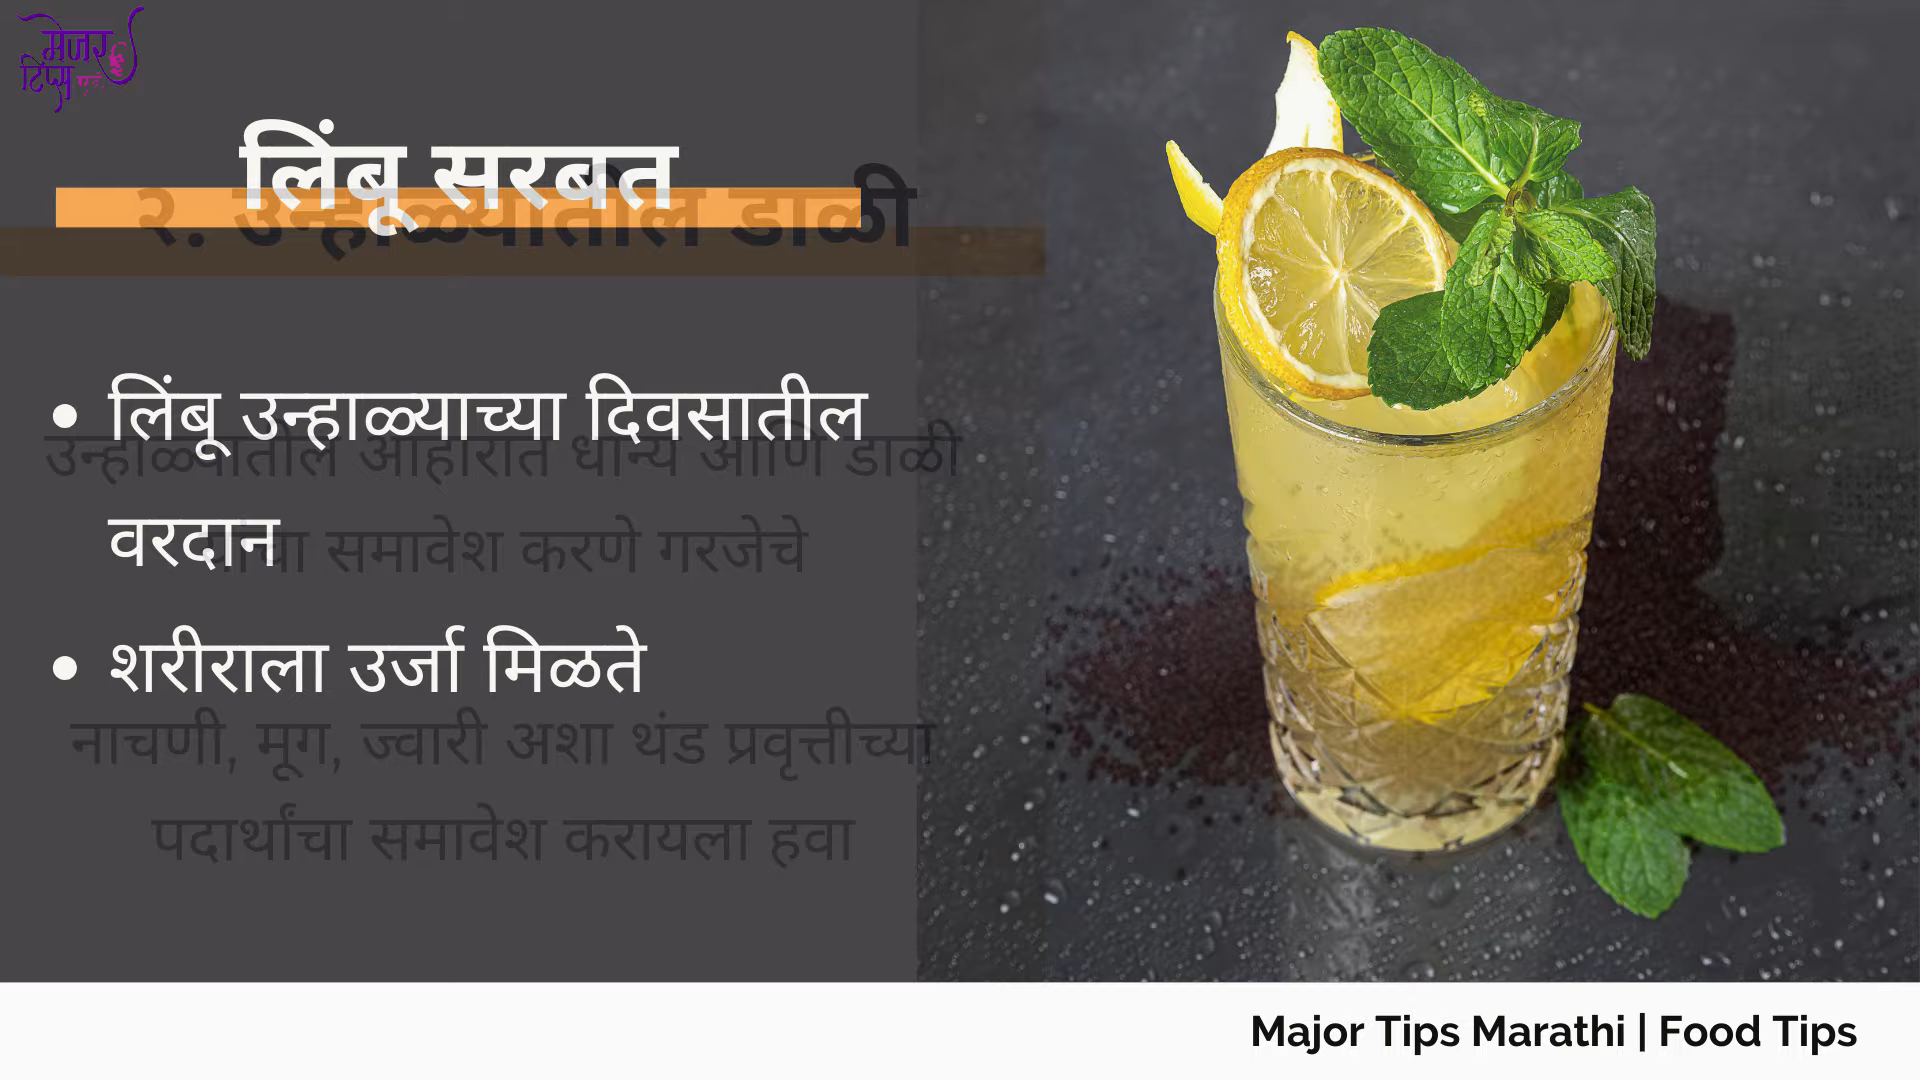 मेजर
टिप्स
लिंबू सरबत
२. उन्हाळ्यातील डाळी
• लिंबू उन्हाळ्याच्या दिवसातील
वरदान
• शरीराला उर्जा मिळते
उन्हाळ्यातील आहारात धान्य आणि डाळी
यांचा समावेश करणे गरजेचे
नाचणी, मूग, ज्वारी अशा थंड प्रवृत्तीच्या
पदार्थांचा समावेश करायला हवा
Major Tips Marathi | Food Tips